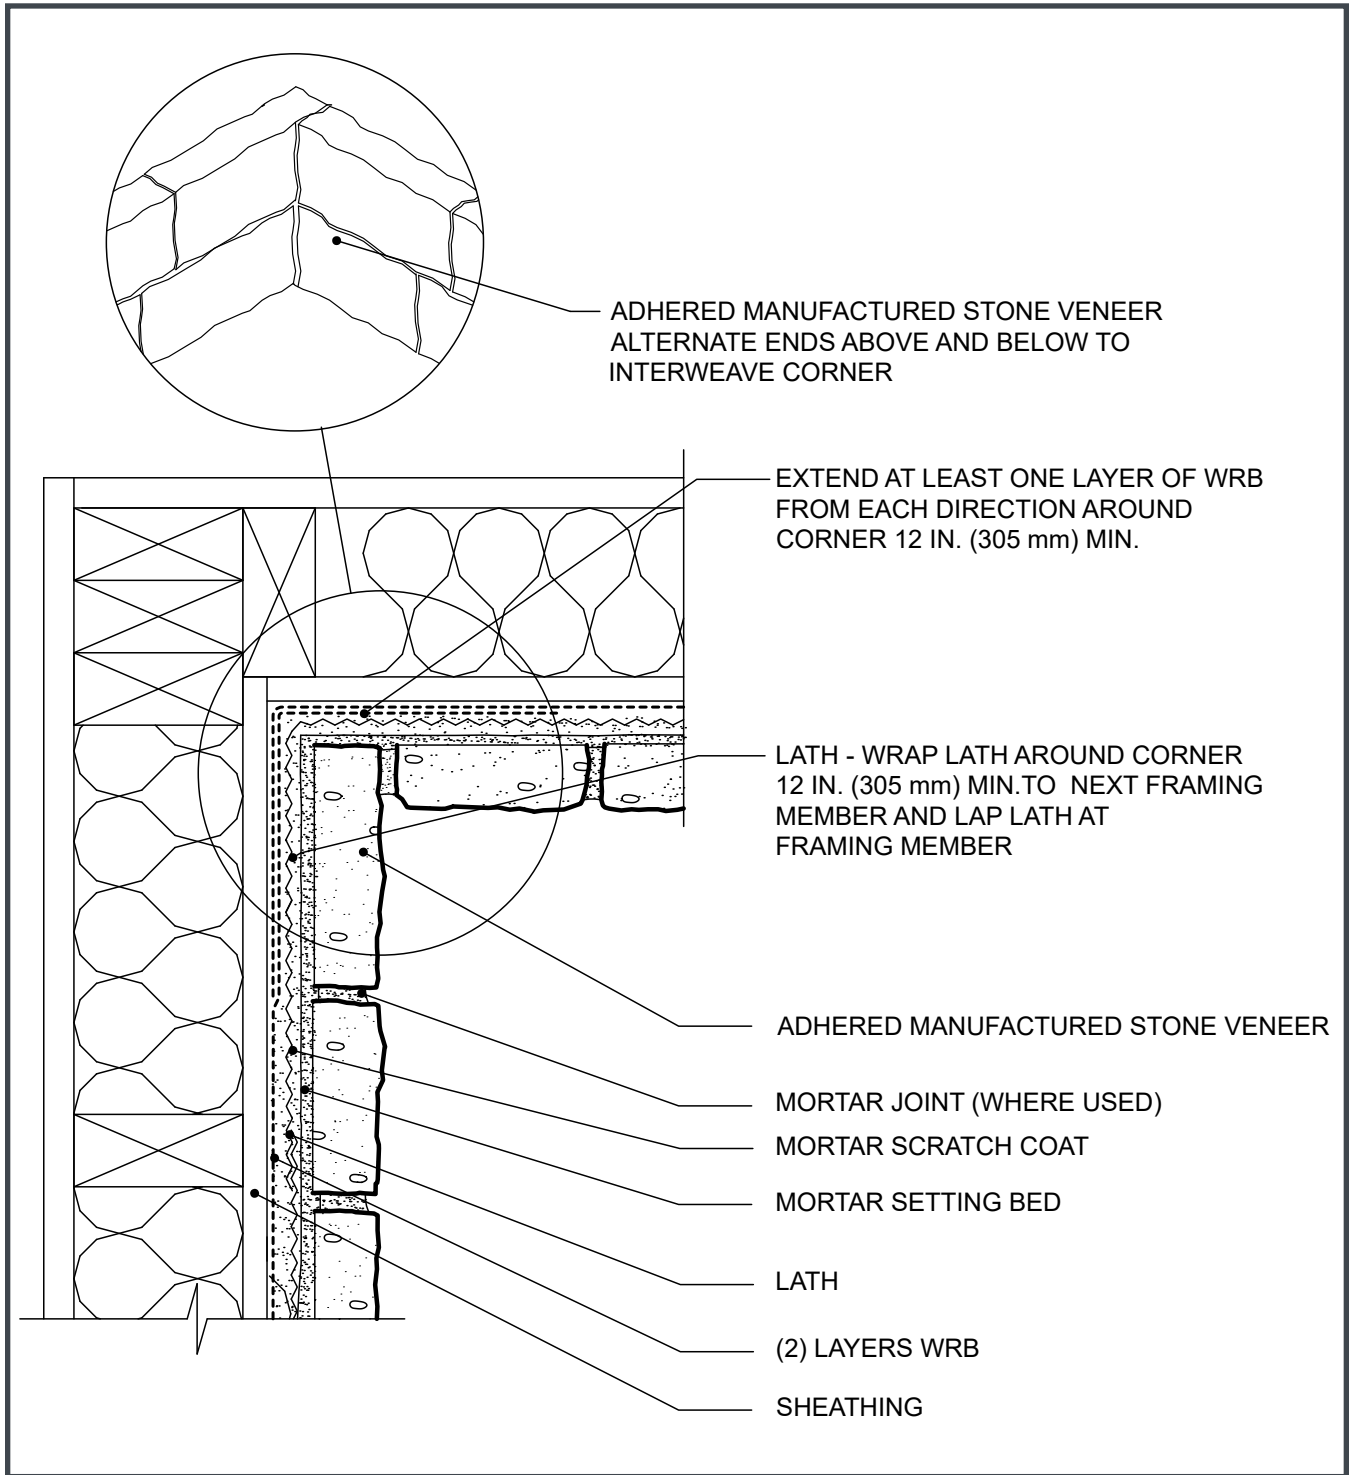 ADHERED MANUFACTURED STONE VENEER
ALTERNATE ENDS ABOVE AND BELOW TO
INTERWEAVE CORNER
EXTEND AT LEAST ONE LAYER OF WRB
FROM EACH DIRECTION AROUND
CORNER 12 IN. (305 mm) MIN.
LATH - WRAP LATH AROUND CORNER
12 IN. (305 mm) MIN.TO NEXT FRAMING
MEMBER AND LAP LATH AT
FRAMING MEMBER
ADHERED MANUFACTURED STONE VENEER
MORTAR JOINT (WHERE USED)
MORTAR SCRATCH COAT
MORTAR SETTING BED
LATH
(2) LAYERS WRB
SHEATHING